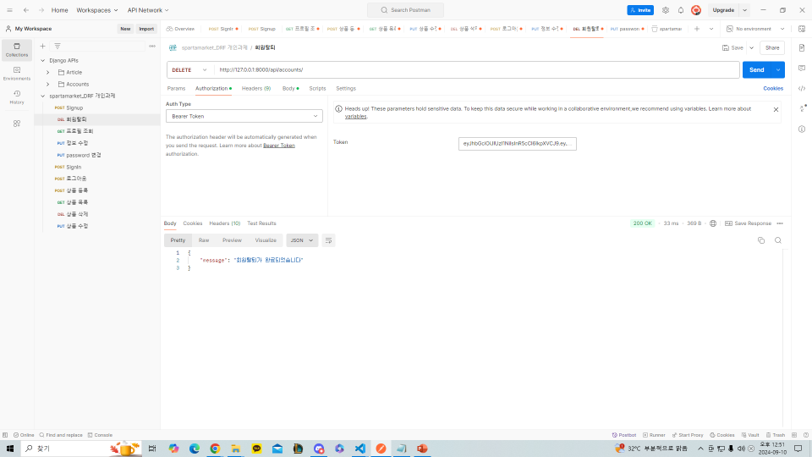 Home Workspaces API Network Search Postman Invite Upgrade
My Workspace New Import Overview POST Signin POST Signup GET 프로필 조 POST 상품 등 GET 상품 목 PUT 상품 수 DEL 상품 삭 POST 로그아 PUT 정보 수 DEL 회원탈퇴 PUT passwor spartamar No environment
Collections
Environments
History
Django APIs
Article
Accounts
spartamarket_DRF 개인과제
POST Signup
DEL 회원탈퇴
GET 프로필 조회
PUT 정보 수정
PUT password 변경
POST Signin
POST 로그아웃
POST 상품 등록
GET 상품 목록
DEL 상품 삭제
PUT 상품 수정
spartamarket_DRF 개인과제 / 회원탈퇴 Save Share
DELETE http://127.0.0.1:8000/api/accounts/ Send
Params Authorization Headers (9) Body Scripts Settings Cookies
Auth Type
Bearer Token
The authorization header will be automatically generated when
you send the request. Learn more about Bearer Token
authorization.
Heads up! These parameters hold sensitive data. To keep this data secure while working in a collaborative environment, we recommend using variables. Learn more about
variables.
Token
Body Cookies Headers (10) Test Results 200 OK 33 ms 369 B Save Response
Pretty Raw Preview Visualize JSON
1 {
2 "message": "회원탈퇴가 완료되었습니다"
3 }
Online Find and replace Console Postbot Runner Start Proxy Cookies Vault Trash
찾기 32°C 부분적으로 맑음 오후 12:51
2024-09-10